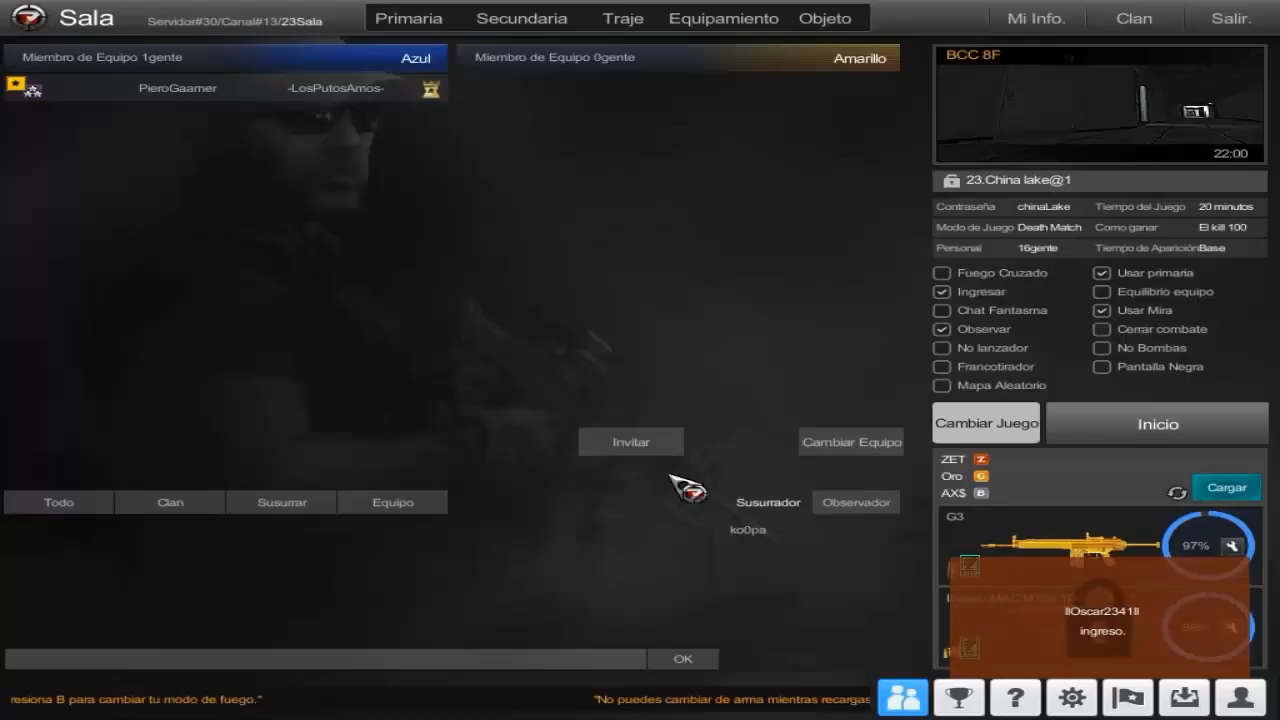 Sala Servidor#30/Canal#13/23Sala Primaria Secundaria Traje Equipamiento Objeto Mi Info. Clan Salir.
Miembro de Equipo 1gente Azul Miembro de Equipo 0gente Amarillo
PieroGaamer -LosPutosAmos-
BCC 8F
22:00
23.China lake@1
Contraseña chinaLake Tiempo del Juego 20 minutos
Modo de Juego Death Match Como ganar El kill 100
Personal 16gente Tiempo de Aparición Base
Fuego Cruzado Usar primaria
Ingresar Equilibrio equipo
Chat Fantasma Usar Mira
Observar Cerrar combate
No lanzador No Bombas
Francotirador Pantalla Negra
Mapa Aleatorio
Cambiar Juego Inicio
Invitar Cambiar Equipo
ZET Z
Oro G
AX$ B
Cargar
Todo Clan Susurrar Equipo Susurrador Observador
ko0pa
G3
97%
llOscar2341ll
ingreso.
OK
resiona B para cambiar tu modo de fuego." "No puedes cambiar de arma mientras recargas